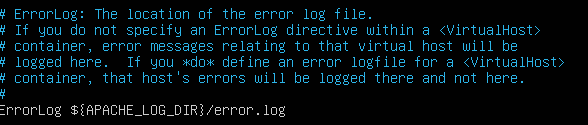 # ErrorLog: The location of the error log file.
# If you do not specify an ErrorLog directive within a <VirtualHost>
# container, error messages relating to that virtual host will be
# logged here.  If you *do* define an error logfile for a <VirtualHost>
# container, that host's errors will be logged there and not here.
#
ErrorLog ${APACHE_LOG_DIR}/error.log